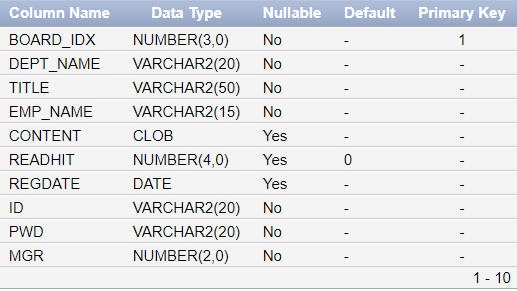 Column Name Data Type Nullable Default Primary Key
BOARD_IDX NUMBER(3,0) No - 1
DEPT_NAME VARCHAR2(20) No - -
TITLE VARCHAR2(50) No - -
EMP_NAME VARCHAR2(15) No - -
CONTENT CLOB Yes - -
READHIT NUMBER(4,0) Yes 0 -
REGDATE DATE Yes - -
ID VARCHAR2(20) No - -
PWD VARCHAR2(20) No - -
MGR NUMBER(2,0) No - -
1 - 10